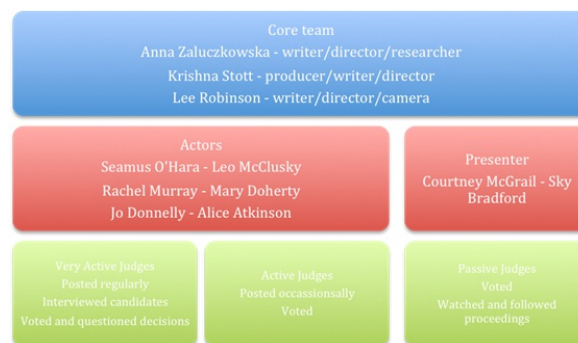 Core team
Anna Zaluczkowska - writer/director/researcher
Krishna Stott - producer/writer/director
Lee Robinson - writer/director/camera
Actors
Seamus O'Hara - Leo McClusky
Rachel Murray - Mary Doherty
Jo Donnelly - Alice Atkinson
Presenter
Courtney McGrail - Sky
Bradford
Very Active Judges
Posted regularly
Interviewed candidates
Voted and questioned decisions
Active Judges
Posted occassionsally
Voted
Passive Judges
Voted
Watched and followed
proceedings